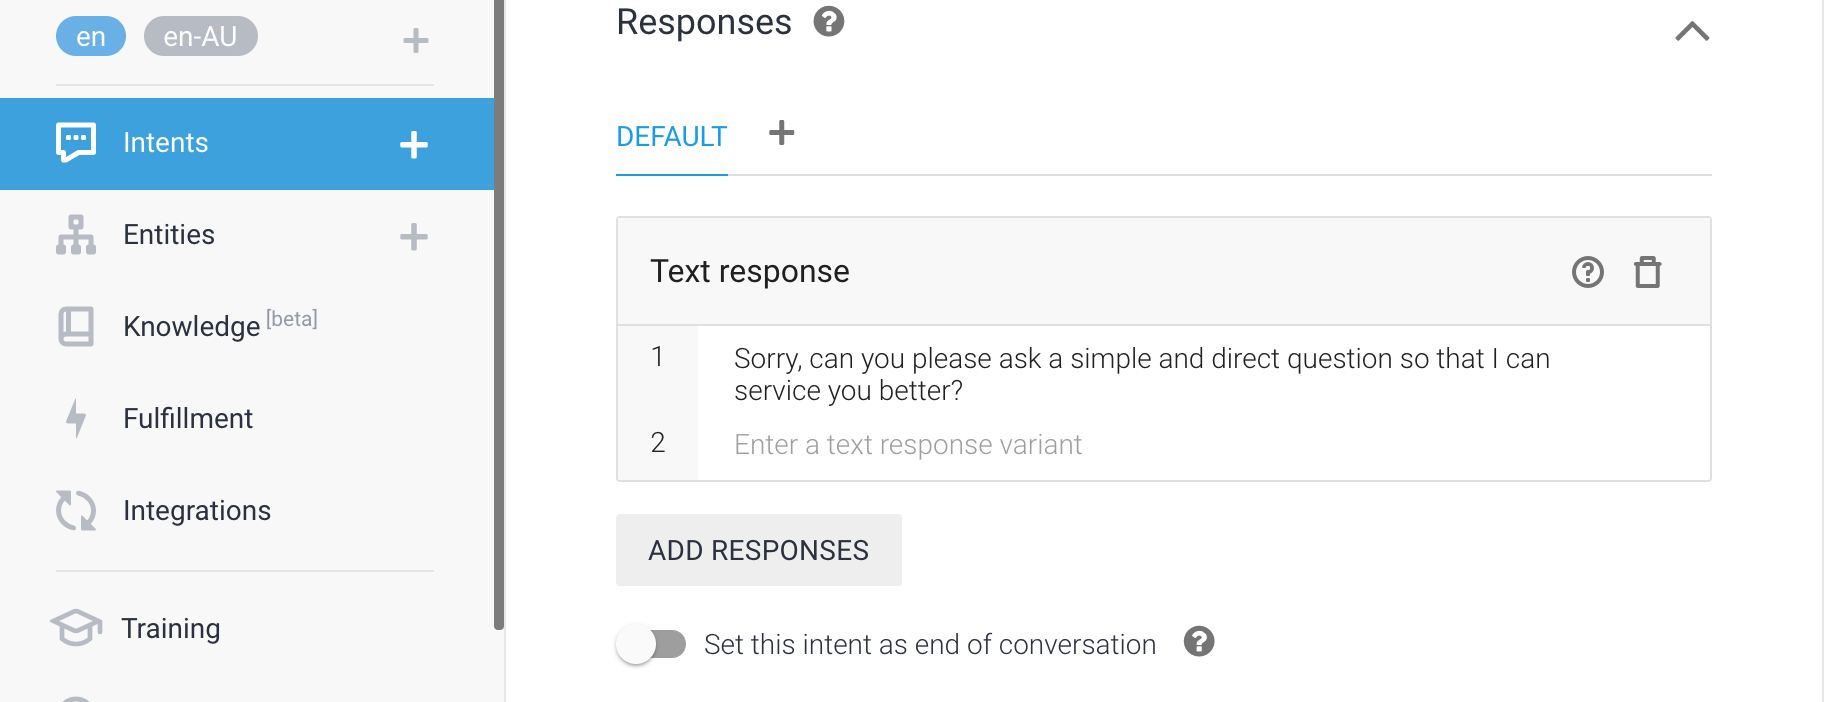 en en-AU
Intents
Entities
Knowledge [beta]
Fulfillment
Integrations
Training
Responses
DEFAULT
Text response
1 Sorry, can you please ask a simple and direct question so that I can
service you better?
2 Enter a text response variant
ADD RESPONSES
Set this intent as end of conversation